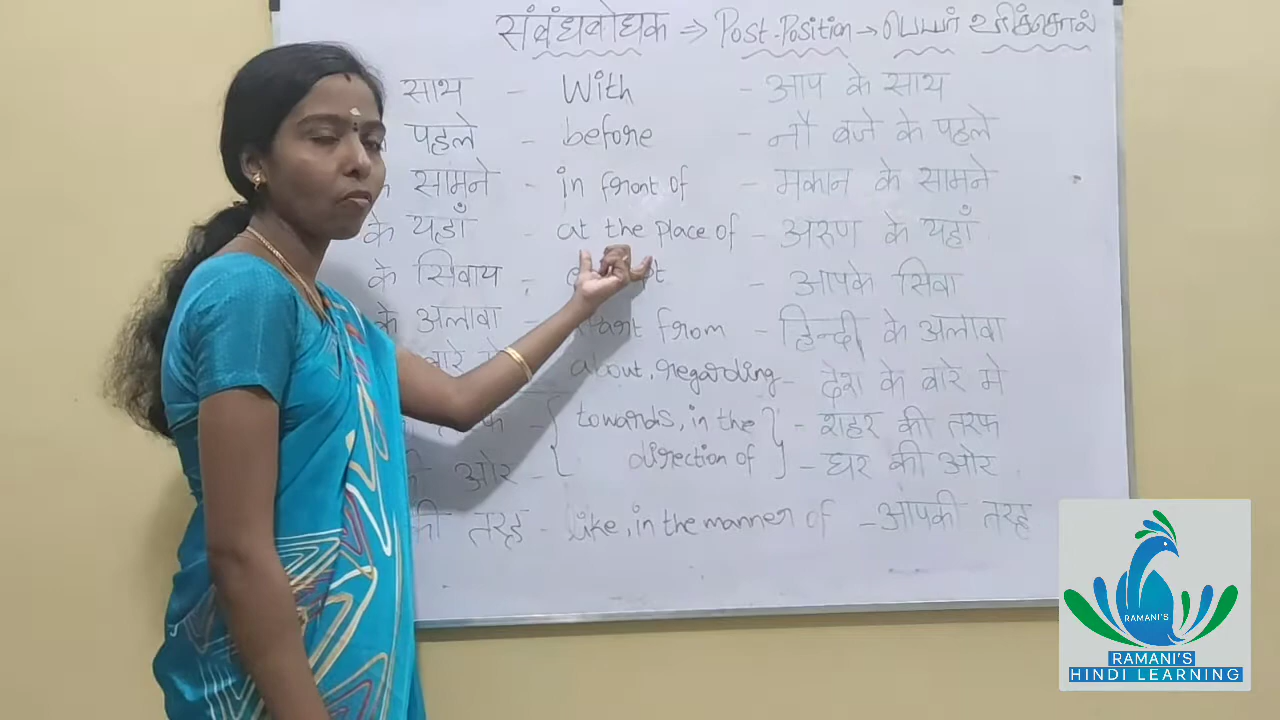 संबंधबोधक ⇒ Post-Position → பெயர் விகுதிகள்
साथ - With - आप के साथ
पहले - before - नौ बजे के पहले
सामने - in front of - मकान के सामने
के यहाँ - at the place of - अरुण के यहाँ
के सिवाय - - आपके सिवा
के अलावा - from - हिन्दी के अलावा
about, regarding - देश के बारे मे
towards, in the - शहर की तरफ
ओर - direction of - घर की ओर
की तरह - like, in the manner of - आपकी तरह
RAMANI'S
RAMANI'S
HINDI LEARNING